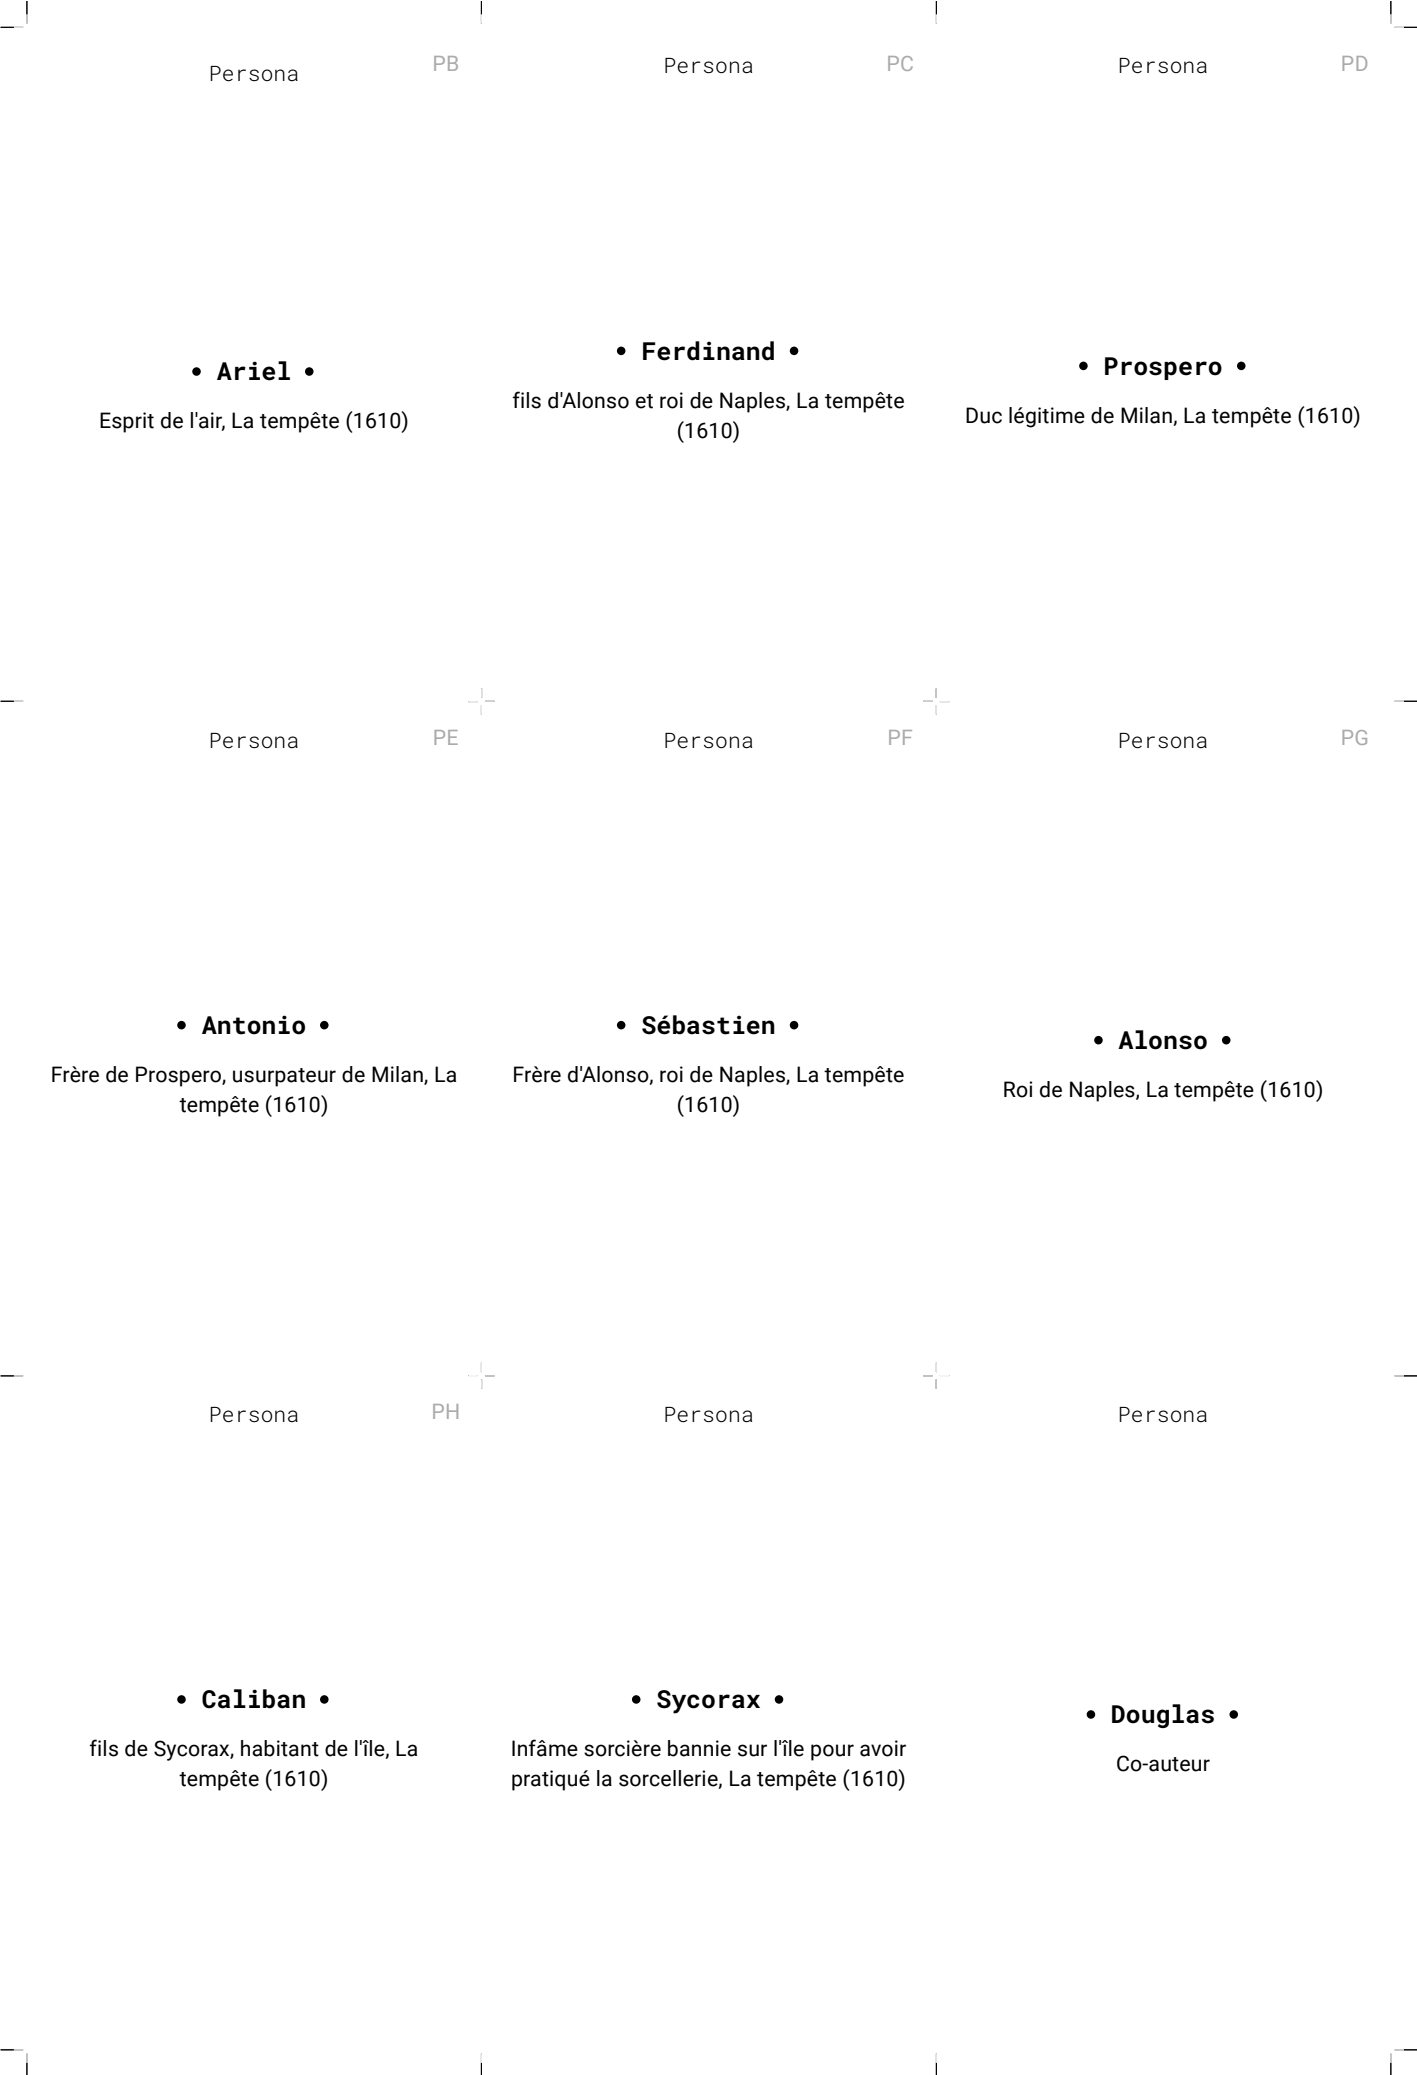 Persona
PB
• Ariel •
Esprit de l'air, La tempête (1610)
Persona
PC
• Ferdinand •
fils d'Alonso et roi de Naples, La tempête
(1610)
Persona
PD
• Prospero •
Duc légitime de Milan, La tempête (1610)
Persona
PE
• Antonio •
Frère de Prospero, usurpateur de Milan, La
tempête (1610)
Persona
PF
• Sébastien •
Frère d'Alonso, roi de Naples, La tempête
(1610)
Persona
PG
• Alonso •
Roi de Naples, La tempête (1610)
Persona
PH
• Caliban •
fils de Sycorax, habitant de l'île, La
tempête (1610)
Persona
• Sycorax •
Infâme sorcière bannie sur l'île pour avoir
pratiqué la sorcellerie, La tempête (1610)
Persona
• Douglas •
Co-auteur